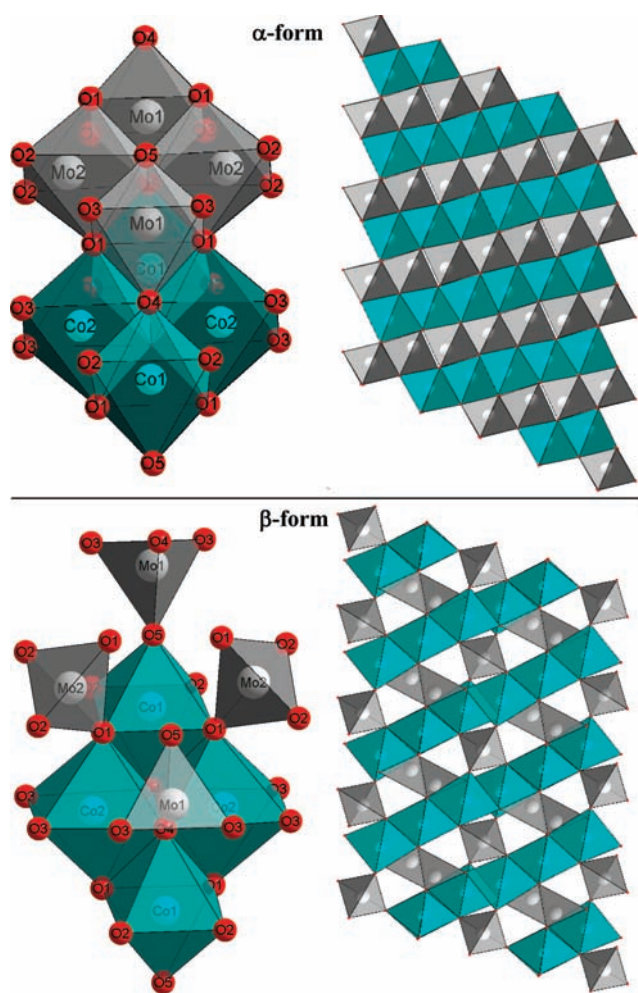 α-form
O4
O1 O1
Mo1
O2 O5 O2
Mo2 Mo2
O2 O2
O3 O3
Mo1
O1 O1
Co1
O3 O4 O3
Co2 Co2
O3 O3
O2 O2
Co1
O1 O1
O5
β-form
O3 O4 O3
Mo1
O5
O1 O1
O2 O2
Mo2 O2 Mo2
Co1
O2 O2
O1 O5 O1
O3 Mo1 O3
Co2 Co2
O3 O3 O4 O3 O3
O1 O1
Co1
O2 O2
O5